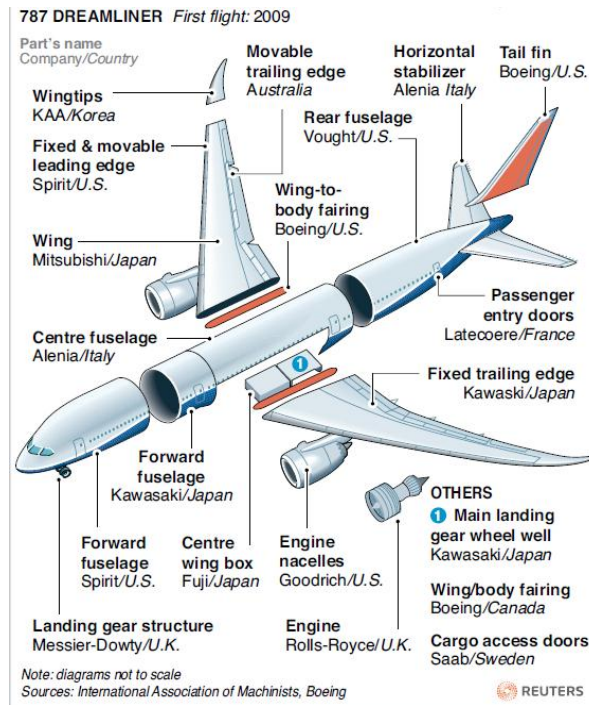 787 DREAMLINER First flight: 2009
Part's name
Company/Country
Wingtips
KAA/Korea
Fixed & movable
leading edge
Spirit/U.S.
Wing
Mitsubishi/Japan
Movable
trailing edge
Australia
Wing-to-
body fairing
Boeing/U.S.
Horizontal
stabilizer
Alenia Italy
Tail fin
Boeing/U.S.
Rear fuselage
Vought/U.S.
Passenger
entry doors
Latecoere/France
Centre fuselage
Alenia/Italy
1
Fixed trailing edge
Kawaski/Japan
Forward
fuselage
Kawasaki/Japan
Forward
fuselage
Spirit/U.S.
Centre
wing box
Fuji/Japan
Engine
nacelles
Goodrich/U.S.
Landing gear structure
Messier-Dowty/U.K.
Engine
Rolls-Royce/U.K.
OTHERS
1 Main landing
gear wheel well
Kawasaki/Japan
Wing/body fairing
Boeing/Canada
Cargo access doors
Saab/Sweden
Note: diagrams not to scale
Sources: International Association of Machinists, Boeing
REUTERS